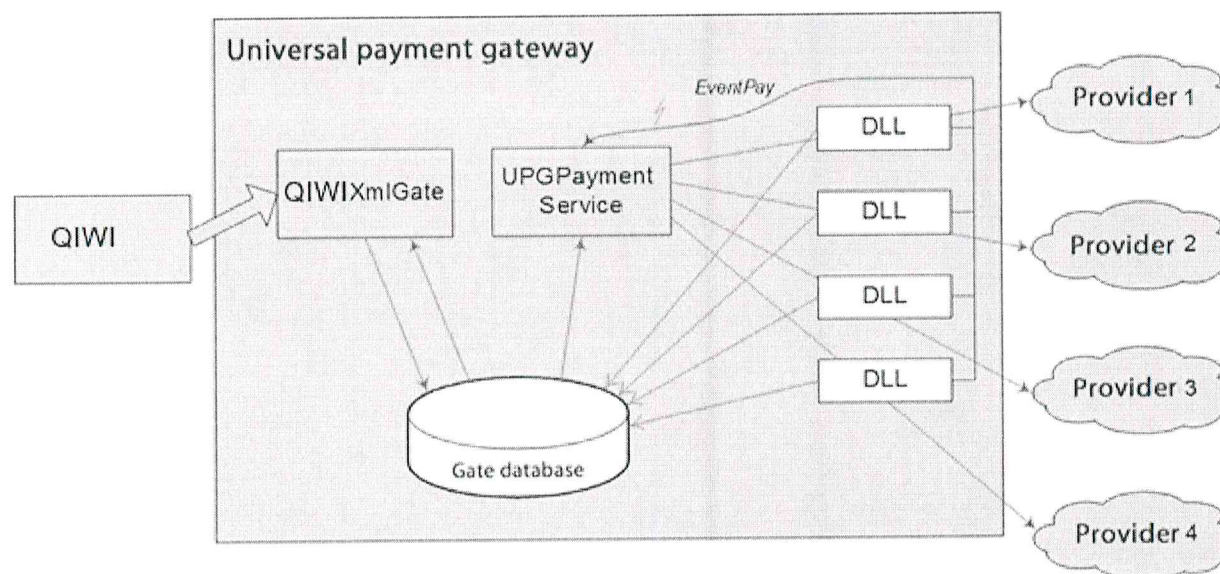 Universal payment gateway
EventPay
DLL
Provider 1
QIWIXmlGate
UPGPayment
Service
DLL
QIWI
Provider 2
DLL
DLL
Provider 3
Gate database
Provider 4